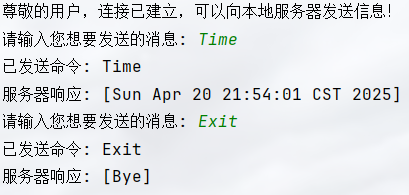 尊敬的用户，连接已建立，可以向本地服务器发送信息！
请输入您想要发送的消息: Time
已发送命令: Time
服务器响应: [Sun Apr 20 21:54:01 CST 2025]
请输入您想要发送的消息: Exit
已发送命令: Exit
服务器响应: [Bye]